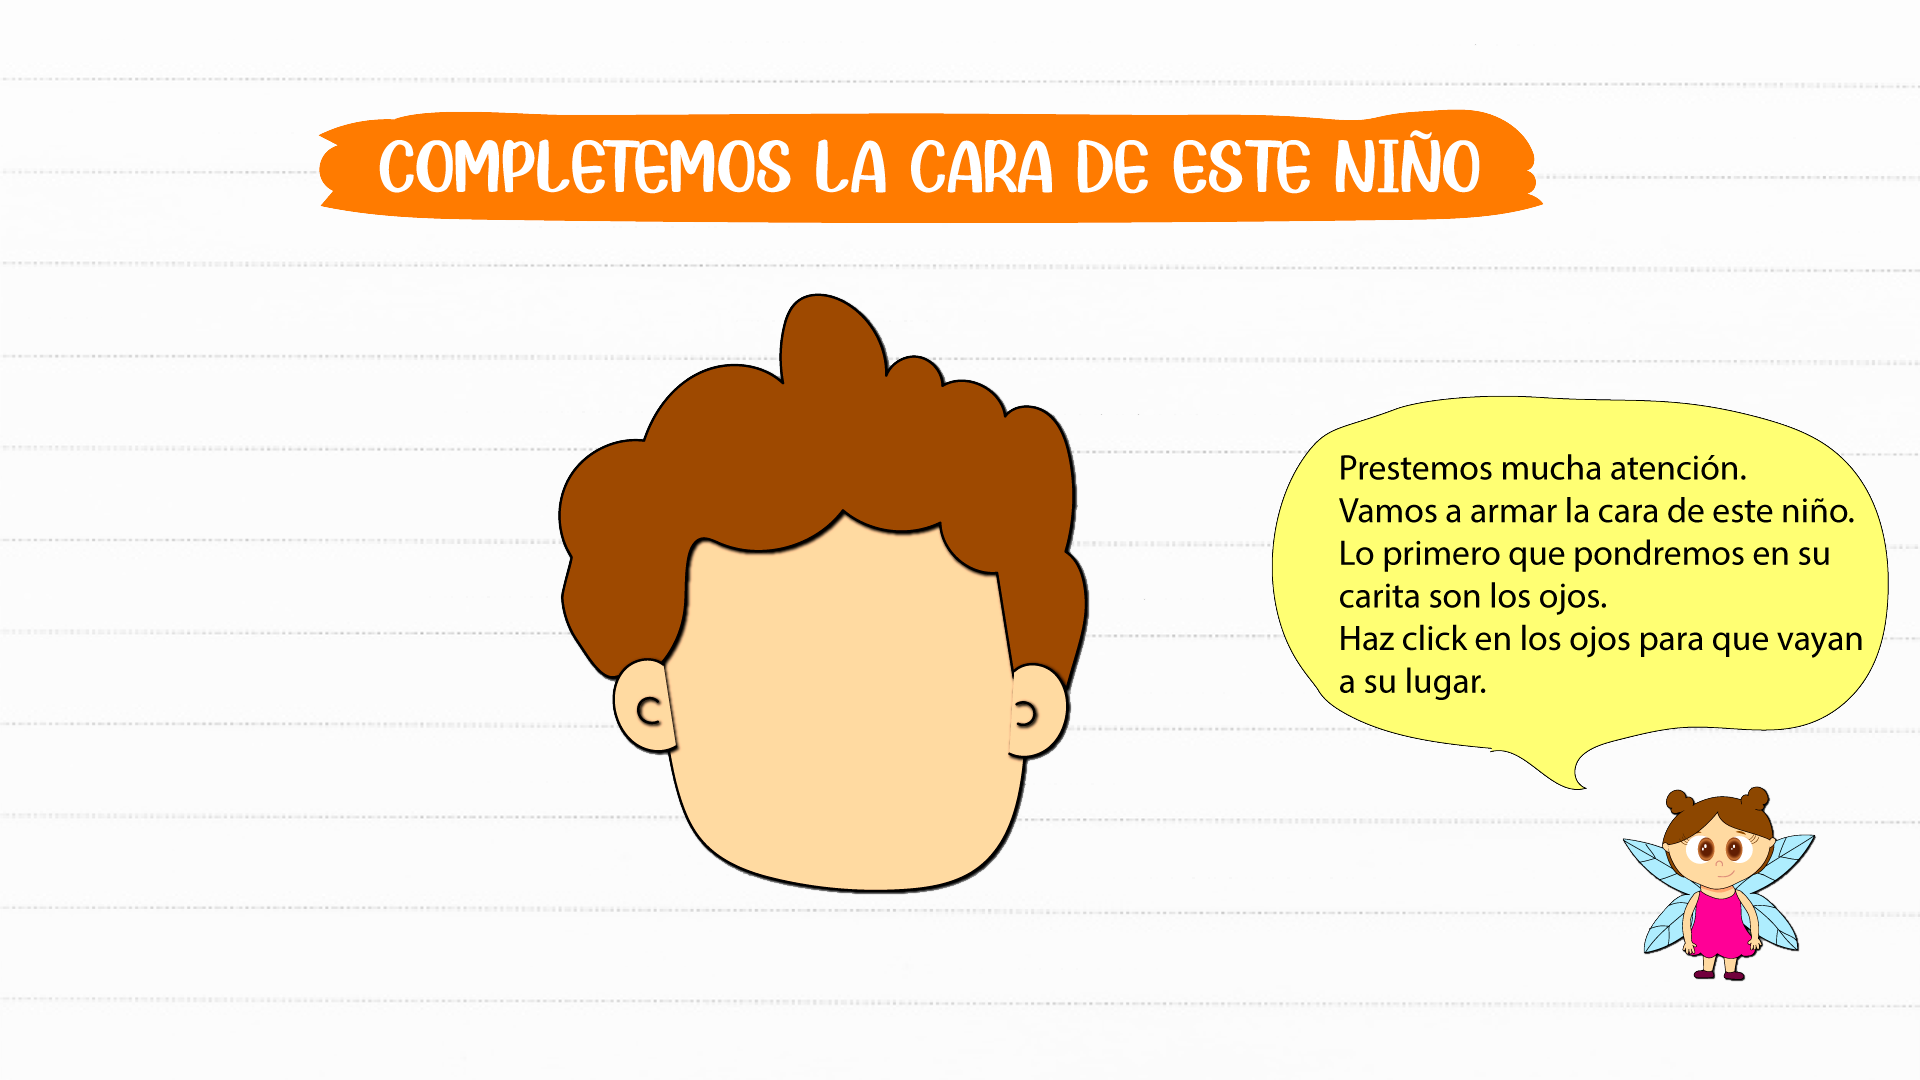 COMPLETEMOS LA CARA DE ESTE NIÑO
Prestemos mucha atención.
Vamos a armar la cara de este niño.
Lo primero que pondremos en su
carita son los ojos.
Haz click en los ojos para que vayan
a su lugar.